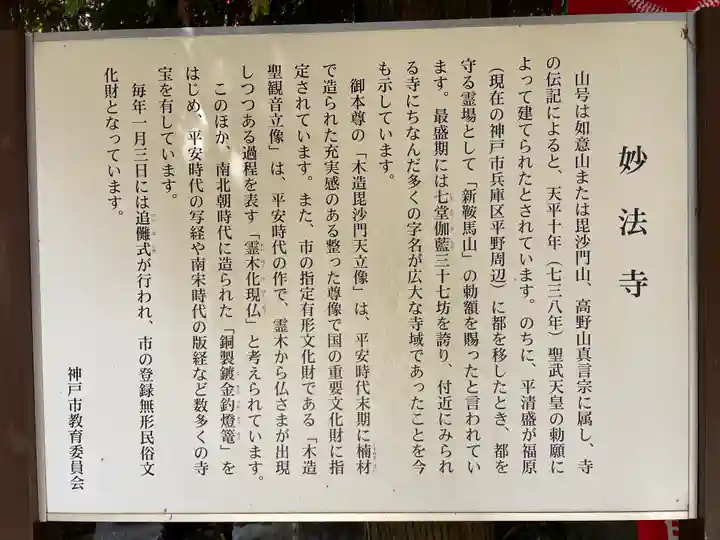 妙法寺
山号は如意山または毘沙門山、高野山真言宗に属し、寺
の伝記によると、天平十年（七三八年）聖武天皇の勅願に
よって建てられたとされています。のちに、平清盛が福原
（現在の神戸市兵庫区平野周辺）に都を移したとき、都を
守る霊場として「新鞍馬山」の勅額を賜ったと言われてい
ます。最盛期には七堂伽藍三十七坊を誇り、付近にみられ
る寺にちなんだ多くの字名が広大な寺域であったことを今
も示しています。
御本尊の「木造毘沙門天立像」は、平安時代末期に楠材
で造られた充実感のある整った尊像で国の重要文化財に指
定されています。また、市の指定有形文化財である「木造
聖観音立像」は、平安時代の作で、霊木から仏さまが出現
しつつある過程を表す「霊木化現仏」と考えられています。
このほか、南北朝時代に造られた「銅製鍍金釣燈篭」を
はじめ、平安時代の写経や南宋時代の版経など数多くの寺
宝を有しています。
毎年一月三日には追儺式が行われ、市の登録無形民俗文
化財となっています。
神戸市教育委員会